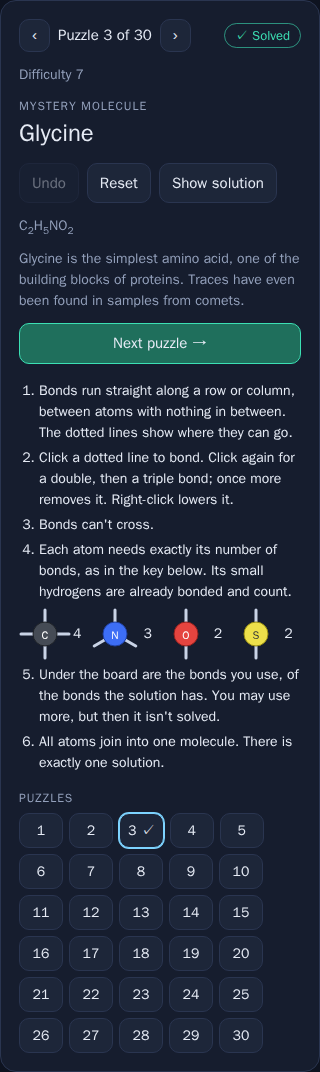 ‹ Puzzle 3 of 30 › ✓ Solved
Difficulty 7
MYSTERY MOLECULE
Glycine
Undo Reset Show solution
C₂H₅NO₂
Glycine is the simplest amino acid, one of the
building blocks of proteins. Traces have even
been found in samples from comets.
Next puzzle →
1. Bonds run straight along a row or column,
between atoms with nothing in between.
The dotted lines show where they can go.
2. Click a dotted line to bond. Click again for
a double, then a triple bond; once more
removes it. Right-click lowers it.
3. Bonds can't cross.
4. Each atom needs exactly its number of
bonds, as in the key below. Its small
hydrogens are already bonded and count.
C 4 N 3 O 2 S 2
5. Under the board are the bonds you use, of
the bonds the solution has. You may use
more, but then it isn't solved.
6. All atoms join into one molecule. There is
exactly one solution.
PUZZLES
1 2 3 ✓ 4 5
6 7 8 9 10
11 12 13 14 15
16 17 18 19 20
21 22 23 24 25
26 27 28 29 30